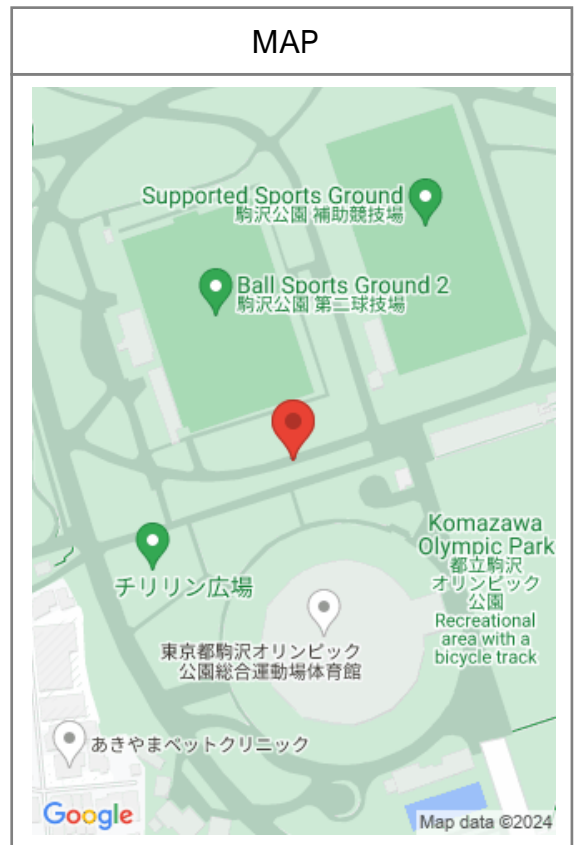 MAP
Supported Sports Ground
駒沢公園 補助競技場
Ball Sports Ground 2
駒沢公園 第二球技場
Komazawa
Olympic Park
都立駒沢
オリンピック
公園
Recreational
area with a
bicycle track
チリリン広場
東京都駒沢オリンピック
公園総合運動場体育館
あきやまペットクリニック
Google
Map data ©2024